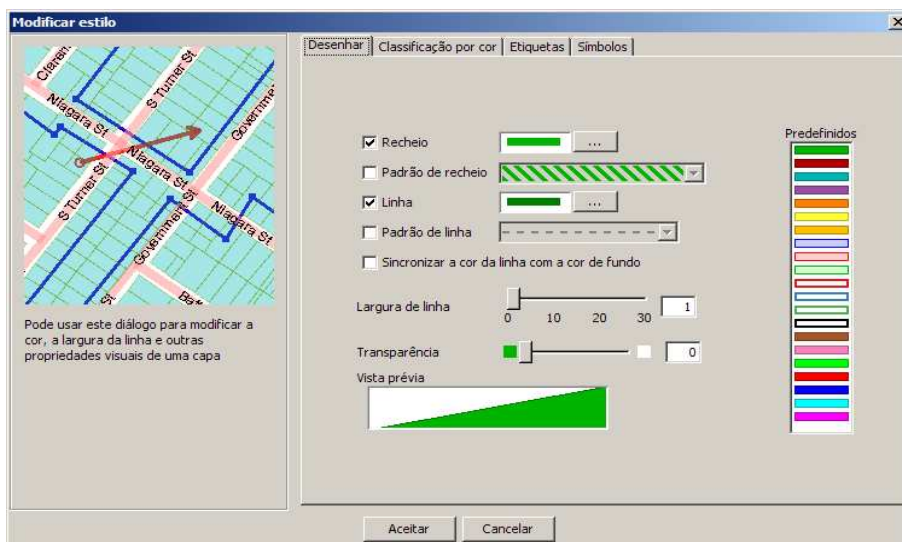 Modificar estilo
Desenhar
Classificação por cor
Etiquetas
Símbolos
S Turner St
Niagara St
Government
Niagara St
S Turner St
Government St
Niagara St
St
Pode usar este diálogo para modificar a
cor, a largura da linha e outras
propriedades visuais de uma capa
Recheio
...
Padrão de recheio
Linha
...
Padrão de linha
Sincronizar a cor da linha com a cor de fundo
Largura de linha
0 10 20 30
1
Transparência
0
Vista prévia
Predefinidos
Aceitar
Cancelar